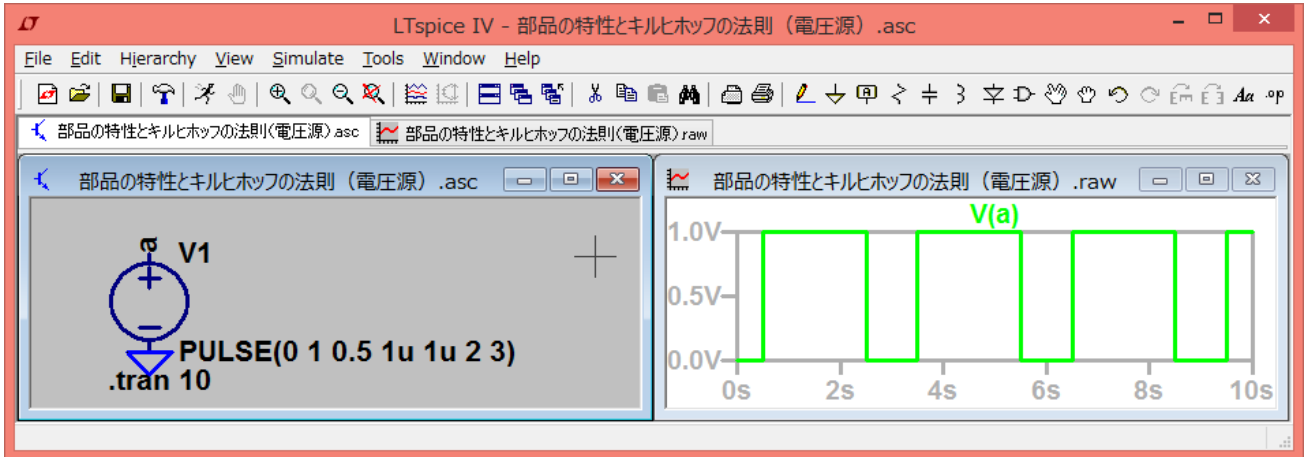 LTspice IV - 部品の特性とキルヒホッフの法則（電圧源）.asc
File Edit Hierarchy View Simulate Tools Window Help
Aa .op
部品の特性とキルヒホッフの法則(電圧源).asc 部品の特性とキルヒホッフの法則(電圧源).raw
部品の特性とキルヒホッフの法則（電圧源）.asc
a
V1
PULSE(0 1 0.5 1u 1u 2 3)
.tran 10
部品の特性とキルヒホッフの法則（電圧源）.raw
V(a)
1.0V
0.5V
0.0V
0s 2s 4s 6s 8s 10s